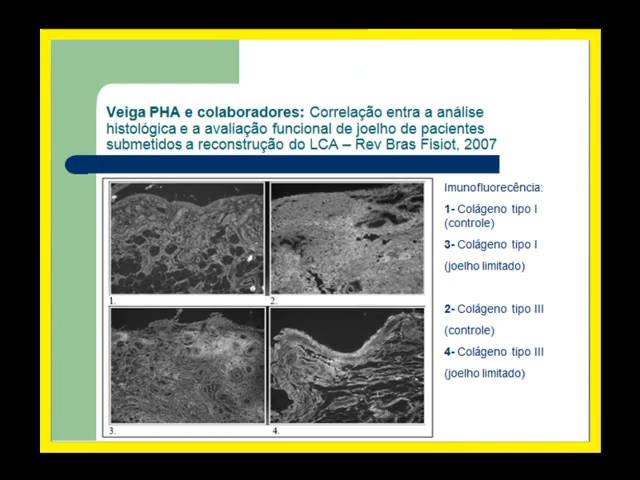 Veiga PHA e colaboradores: Correlação entra a análise
histológica e a avaliação funcional de joelho de pacientes
submetidos a reconstrução do LCA – Rev Bras Fisiot, 2007
Imunofluorecência:
1- Colágeno tipo I
(controle)
3- Colágeno tipo I
(joelho limitado)
2- Colágeno tipo III
(controle)
4- Colágeno tipo III
(joelho limitado)
1.
2.
3.
4.